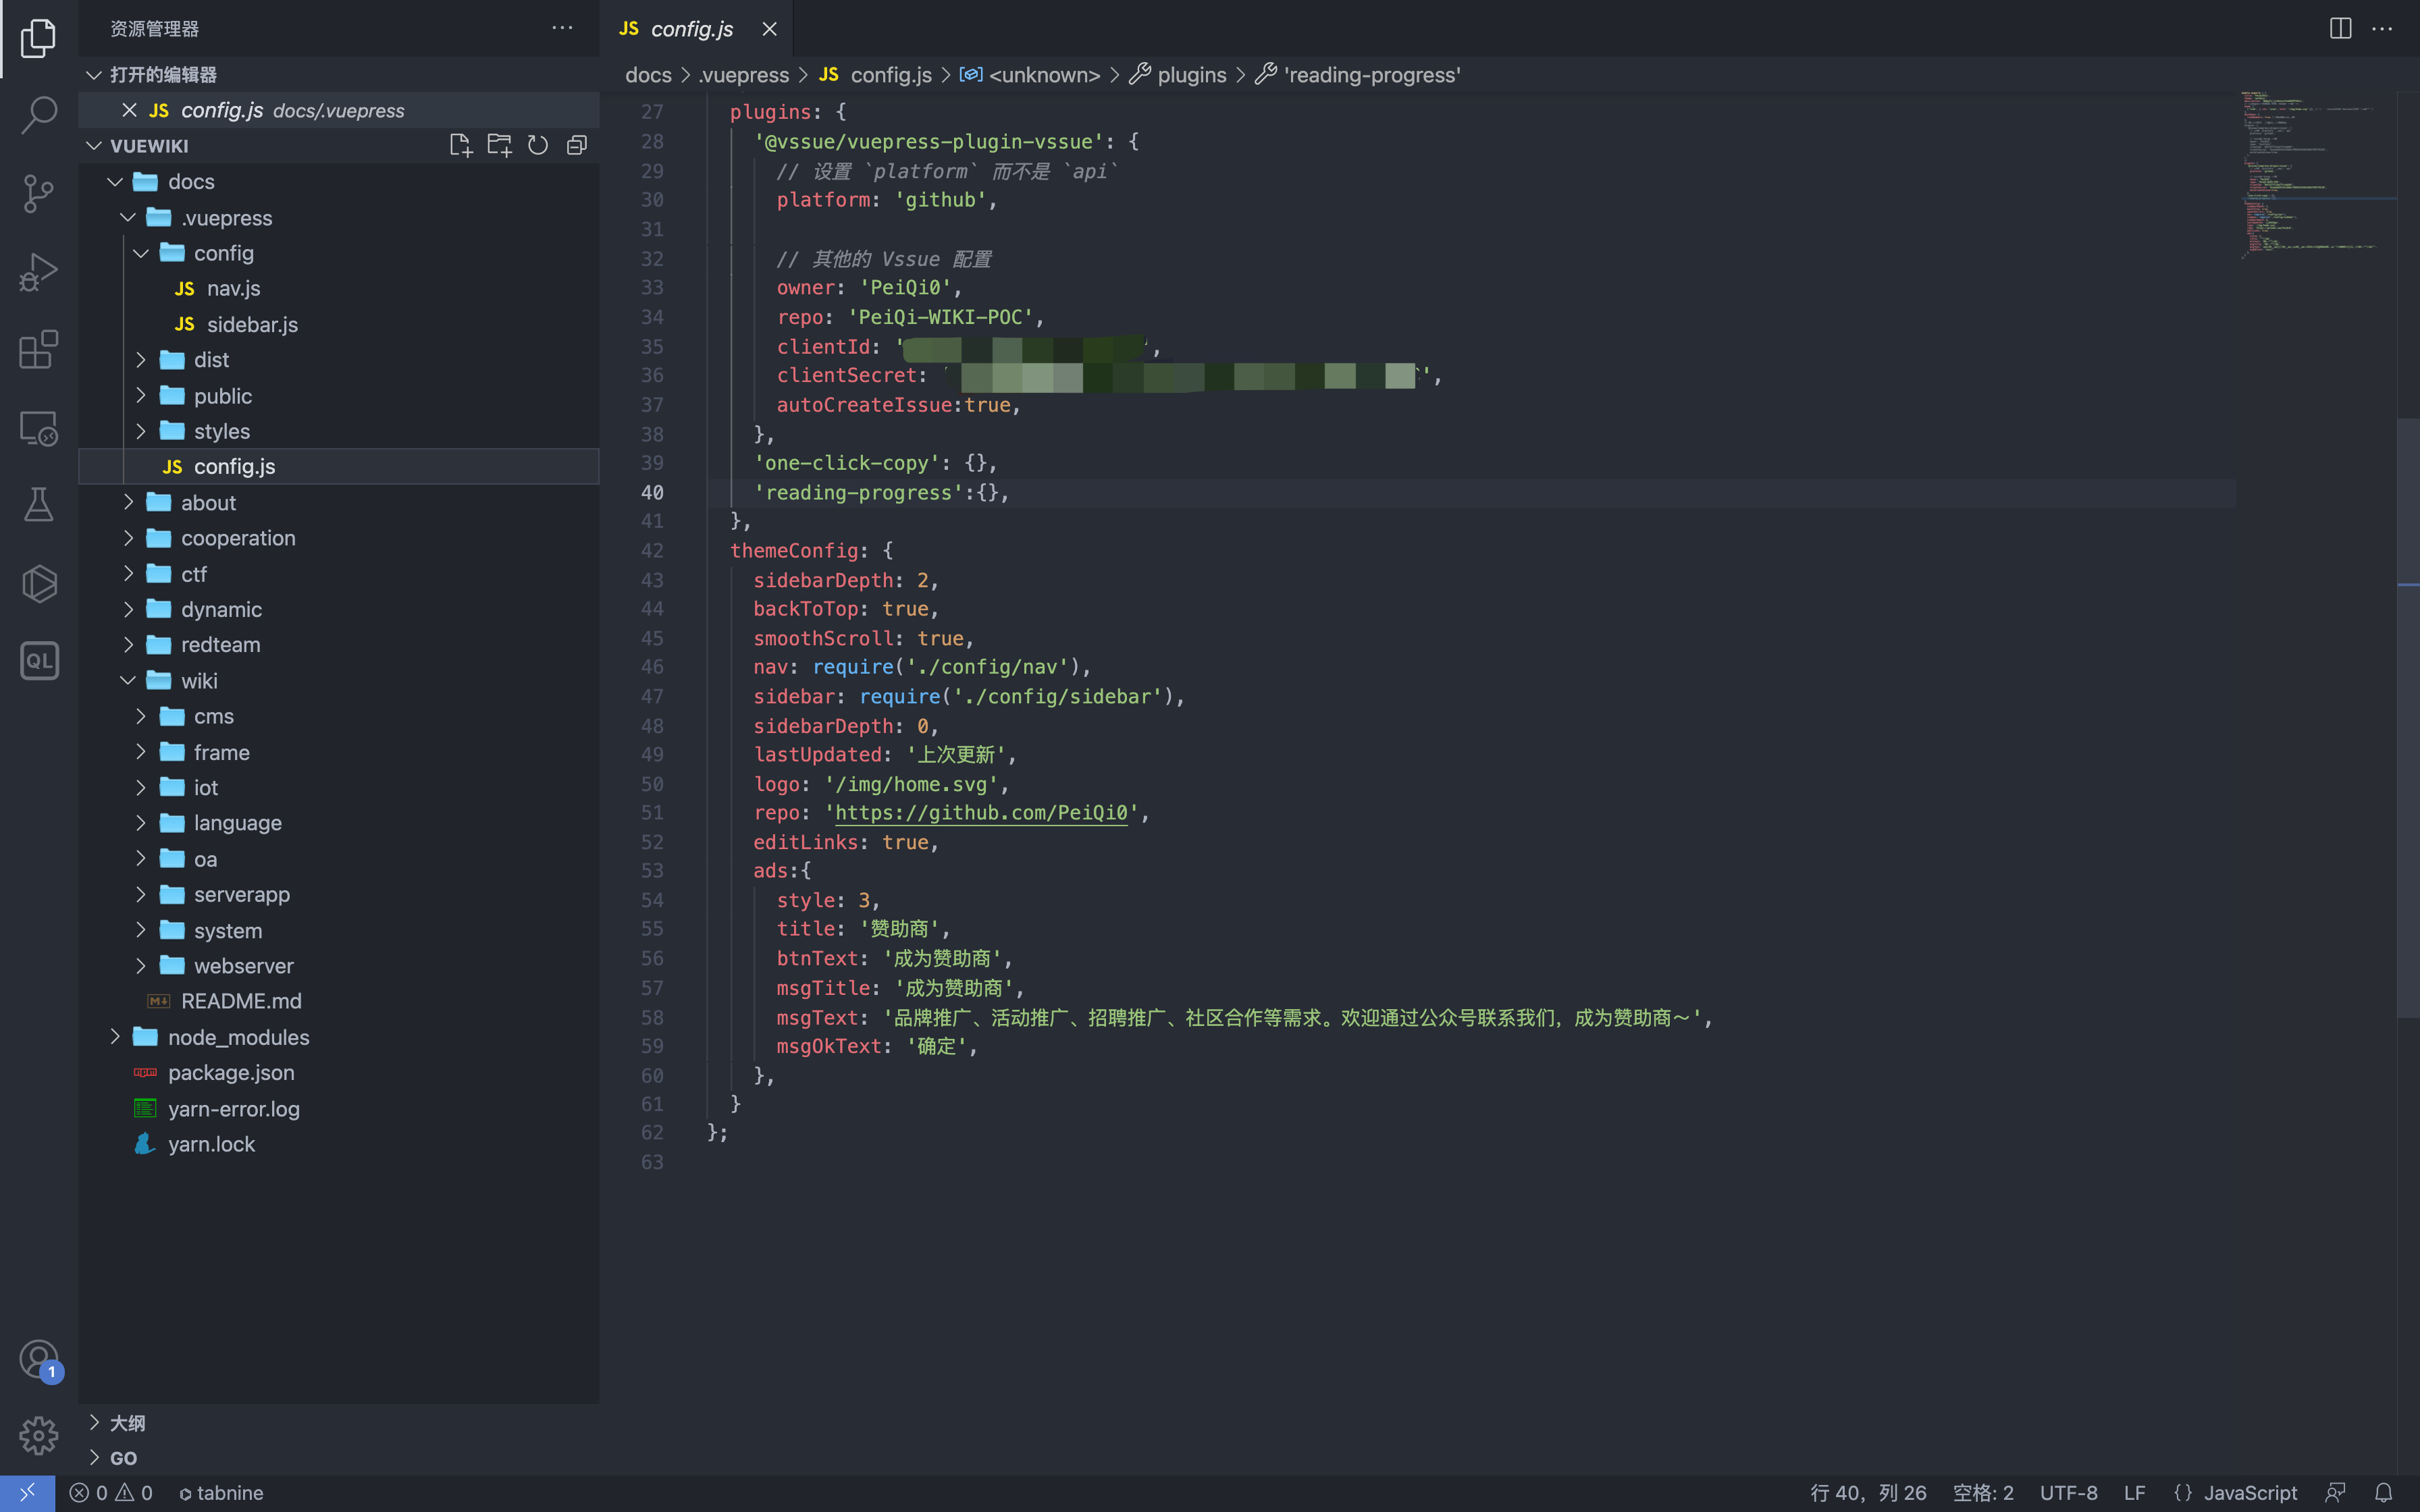 资源管理器
打开的编辑器
JS config.js docs/.vuepress
VUEWIKI
docs
.vuepress
config
JS nav.js
JS sidebar.js
dist
public
styles
JS config.js
about
cooperation
ctf
dynamic
redteam
wiki
cms
frame
iot
language
oa
serverapp
system
webserver
README.md
node_modules
package.json
yarn-error.log
yarn.lock
大纲
GO
QL
1
JS config.js
docs > .vuepress > JS config.js > <unknown> > plugins > 'reading-progress'
27 plugins: {
28 '@vssue/vuepress-plugin-vssue': {
29 // 设置 `platform` 而不是 `api`
30 platform: 'github',
31
32 // 其他的 Vssue 配置
33 owner: 'PeiQi0',
34 repo: 'PeiQi-WIKI-POC',
35 clientId: '',
36 clientSecret: '',
37 autoCreateIssue:true,
38 },
39 'one-click-copy': {},
40 'reading-progress':{},
41 },
42 themeConfig: {
43 sidebarDepth: 2,
44 backToTop: true,
45 smoothScroll: true,
46 nav: require('./config/nav'),
47 sidebar: require('./config/sidebar'),
48 sidebarDepth: 0,
49 lastUpdated: '上次更新',
50 logo: '/img/home.svg',
51 repo: 'https://github.com/PeiQi0',
52 editLinks: true,
53 ads:{
54 style: 3,
55 title: '赞助商',
56 btnText: '成为赞助商',
57 msgTitle: '成为赞助商',
58 msgText: '品牌推广、活动推广、招聘推广、社区合作等需求。欢迎通过公众号联系我们，成为赞助商～',
59 msgOkText: '确定',
60 },
61 }
62 };
63
0 0 tabnine
行 40，列 26 空格: 2 UTF-8 LF {} JavaScript